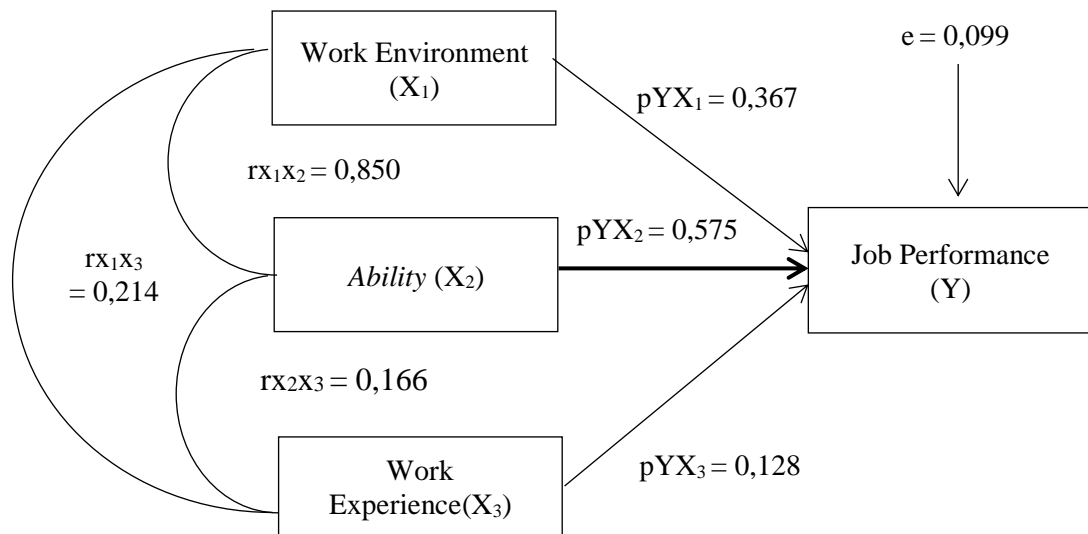 Work Environment
(X₁)
e = 0,099
pYX₁ = 0,367
rx₁x₂ = 0,850
pYX₂ = 0,575
rx₁x₃
= 0,214
Ability (X₂)
Job Performance
(Y)
rx₂x₃ = 0,166
Work
Experience(X₃)
pYX₃ = 0,128